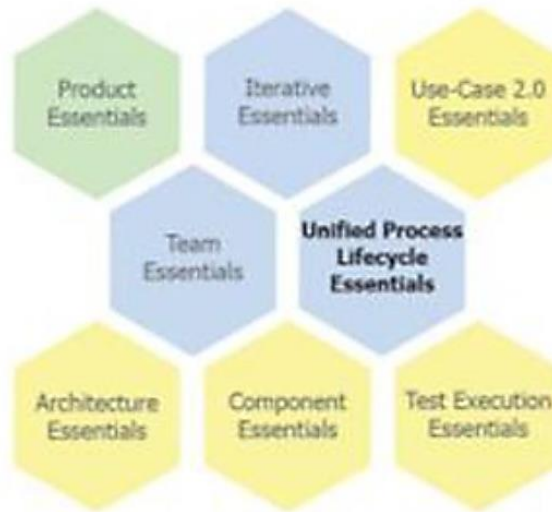 Product
Essentials
Iterative
Essentials
Use-Case 2.0
Essentials
Team
Essentials
Unified Process
Lifecycle
Essentials
Architecture
Essentials
Component
Essentials
Test Execution
Essentials